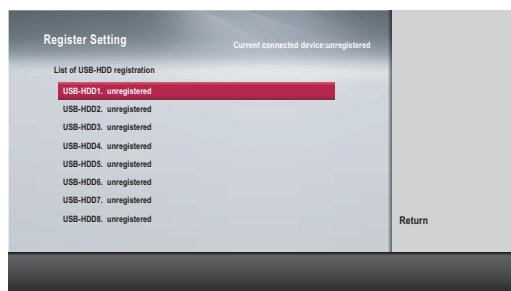 Register Setting
Current connected device:unregistered
List of USB-HDD registration
USB-HDD1. unregistered
USB-HDD2. unregistered
USB-HDD3. unregistered
USB-HDD4. unregistered
USB-HDD5. unregistered
USB-HDD6. unregistered
USB-HDD7. unregistered
USB-HDD8. unregistered
Return